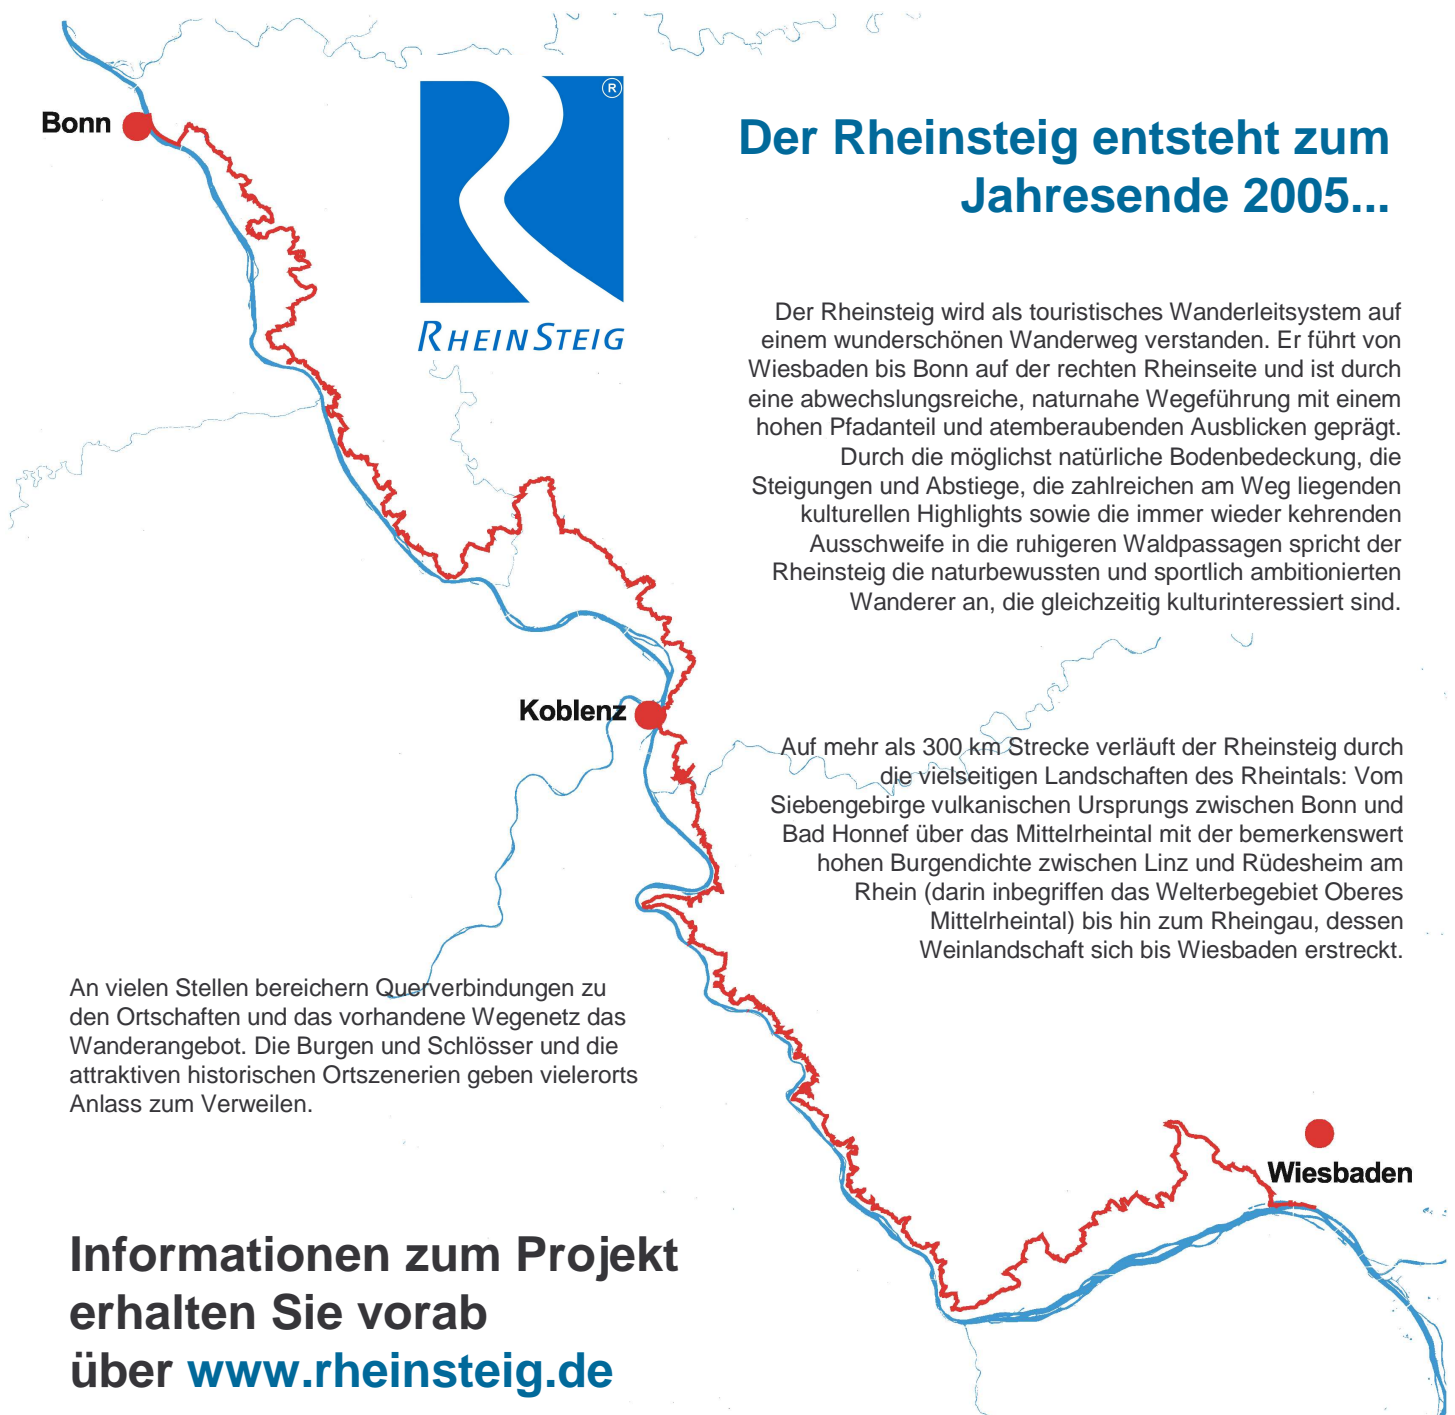 Bonn
®
RHEINSTEIG
Der Rheinsteig entsteht zum
Jahresende 2005...
Der Rheinsteig wird als touristisches Wanderleitsystem auf
einem wunderschönen Wanderweg verstanden. Er führt von
Wiesbaden bis Bonn auf der rechten Rheinseite und ist durch
eine abwechslungsreiche, naturnahe Wegeführung mit einem
hohen Pfadanteil und atemberaubenden Ausblicken geprägt.
Durch die möglichst natürliche Bodenbedeckung, die
Steigungen und Abstiege, die zahlreichen am Weg liegenden
kulturellen Highlights sowie die immer wieder kehrenden
Ausschweife in die ruhigeren Waldpassagen spricht der
Rheinsteig die naturbewussten und sportlich ambitionierten
Wanderer an, die gleichzeitig kulturinteressiert sind.
Koblenz
Auf mehr als 300 km Strecke verläuft der Rheinsteig durch
die vielseitigen Landschaften des Rheintals: Vom
Siebengebirge vulkanischen Ursprungs zwischen Bonn und
Bad Honnef über das Mittelrheintal mit der bemerkenswert
hohen Burgendichte zwischen Linz und Rüdesheim am
Rhein (darin inbegriffen das Welterbegebiet Oberes
Mittelrheintal) bis hin zum Rheingau, dessen
Weinlandschaft sich bis Wiesbaden erstreckt.
An vielen Stellen bereichern Querverbindungen zu
den Ortschaften und das vorhandene Wegenetz das
Wanderangebot. Die Burgen und Schlösser und die
attraktiven historischen Ortszenerien geben vielerorts
Anlass zum Verweilen.
Wiesbaden
Informationen zum Projekt
erhalten Sie vorab
über www.rheinsteig.de